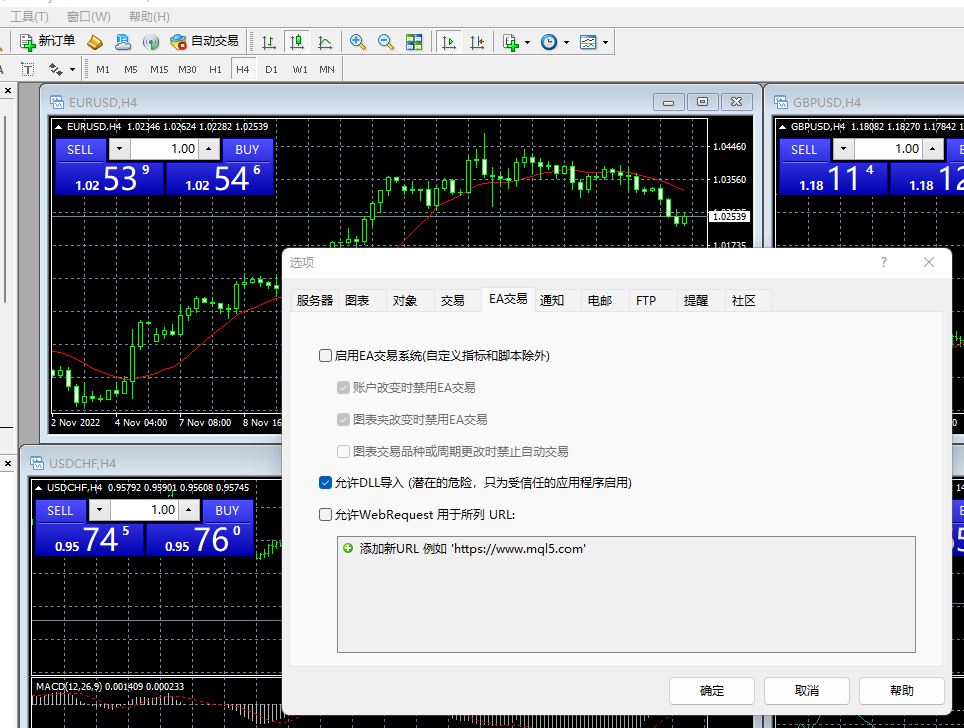 工具(T) 窗口(W) 帮助(H)
新订单 自动交易
A T M1 M5 M15 M30 H1 H4 D1 W1 MN
EURUSD,H4
EURUSD,H4 1.02346 1.02624 1.02282 1.02539
SELL 1.00 BUY
1.02 53 9 1.02 54 6
1.04460
1.03560
1.02539
1.01735
2 Nov 2022 4 Nov 04:00 7 Nov 08:00 8 Nov 16
GBPUSD,H4
GBPUSD,H4 1.18082 1.18270 1.17842 1
SELL 1.00
1.18 11 4 1.18 12
选项
服务器 图表 对象 交易 EA交易 通知 电邮 FTP 提醒 社区
启用EA交易系统(自定义指标和脚本除外)
账户改变时禁用EA交易
图表夹改变时禁用EA交易
图表交易品种或周期更改时禁止自动交易
允许DLL导入 (潜在的危险，只为受信任的应用程序启用)
允许WebRequest 用于所列 URL:
添加新URL 例如 'https://www.mql5.com'
确定 取消 帮助
USDCHF,H4
USDCHF,H4 0.95792 0.95901 0.95608 0.95745
SELL 1.00 BUY
0.95 74 5 0.95 76 0
MACD(12,26,9) 0.001409 0.000233